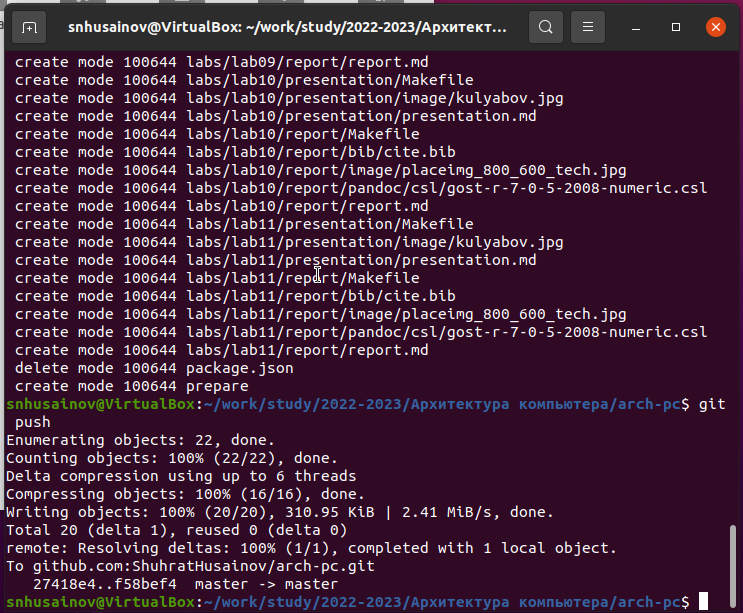 snhusainov@VirtualBox: ~/work/study/2022-2023/Архитект...
create mode 100644 labs/lab09/report/report.md
create mode 100644 labs/lab10/presentation/Makefile
create mode 100644 labs/lab10/presentation/image/kulyabov.jpg
create mode 100644 labs/lab10/presentation/presentation.md
create mode 100644 labs/lab10/report/Makefile
create mode 100644 labs/lab10/report/bib/cite.bib
create mode 100644 labs/lab10/report/image/placeimg_800_600_tech.jpg
create mode 100644 labs/lab10/report/pandoc/csl/gost-r-7-0-5-2008-numeric.csl
create mode 100644 labs/lab10/report/report.md
create mode 100644 labs/lab11/presentation/Makefile
create mode 100644 labs/lab11/presentation/image/kulyabov.jpg
create mode 100644 labs/lab11/presentation/presentation.md
create mode 100644 labs/lab11/report/Makefile
create mode 100644 labs/lab11/report/bib/cite.bib
create mode 100644 labs/lab11/report/image/placeimg_800_600_tech.jpg
create mode 100644 labs/lab11/report/pandoc/csl/gost-r-7-0-5-2008-numeric.csl
create mode 100644 labs/lab11/report/report.md
delete mode 100644 package.json
create mode 100644 prepare
snhusainov@VirtualBox:~/work/study/2022-2023/Архитектура компьютера/arch-pc$ git
push
Enumerating objects: 22, done.
Counting objects: 100% (22/22), done.
Delta compression using up to 6 threads
Compressing objects: 100% (16/16), done.
Writing objects: 100% (20/20), 310.95 KiB | 2.41 MiB/s, done.
Total 20 (delta 1), reused 0 (delta 0)
remote: Resolving deltas: 100% (1/1), completed with 1 local object.
To github.com:ShuhratHusainov/arch-pc.git
27418e4..f58bef4  master -> master
snhusainov@VirtualBox:~/work/study/2022-2023/Архитектура компьютера/arch-pc$